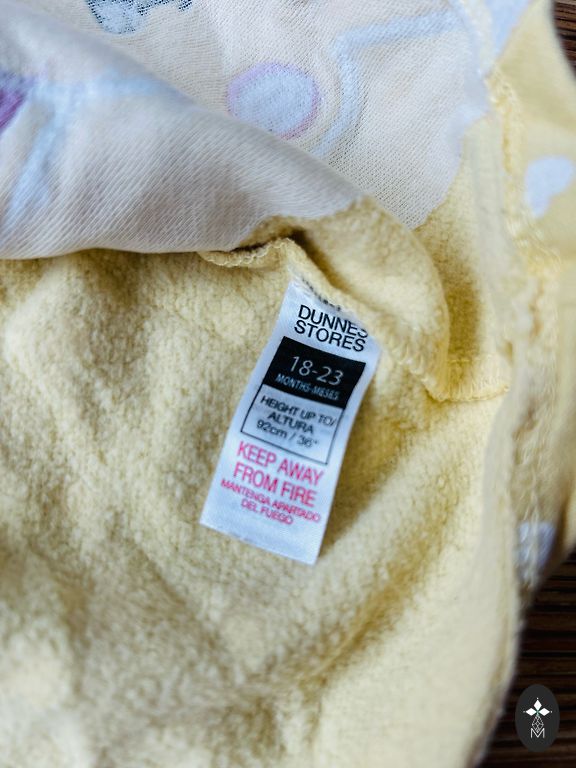 DUNNES
STORES
18-23
MONTHS-MESES
HEIGHT UP TO/
ALTURA
92cm / 36"
KEEP AWAY
FROM FIRE
MANTENGA APARTADO
DEL FUEGO
M